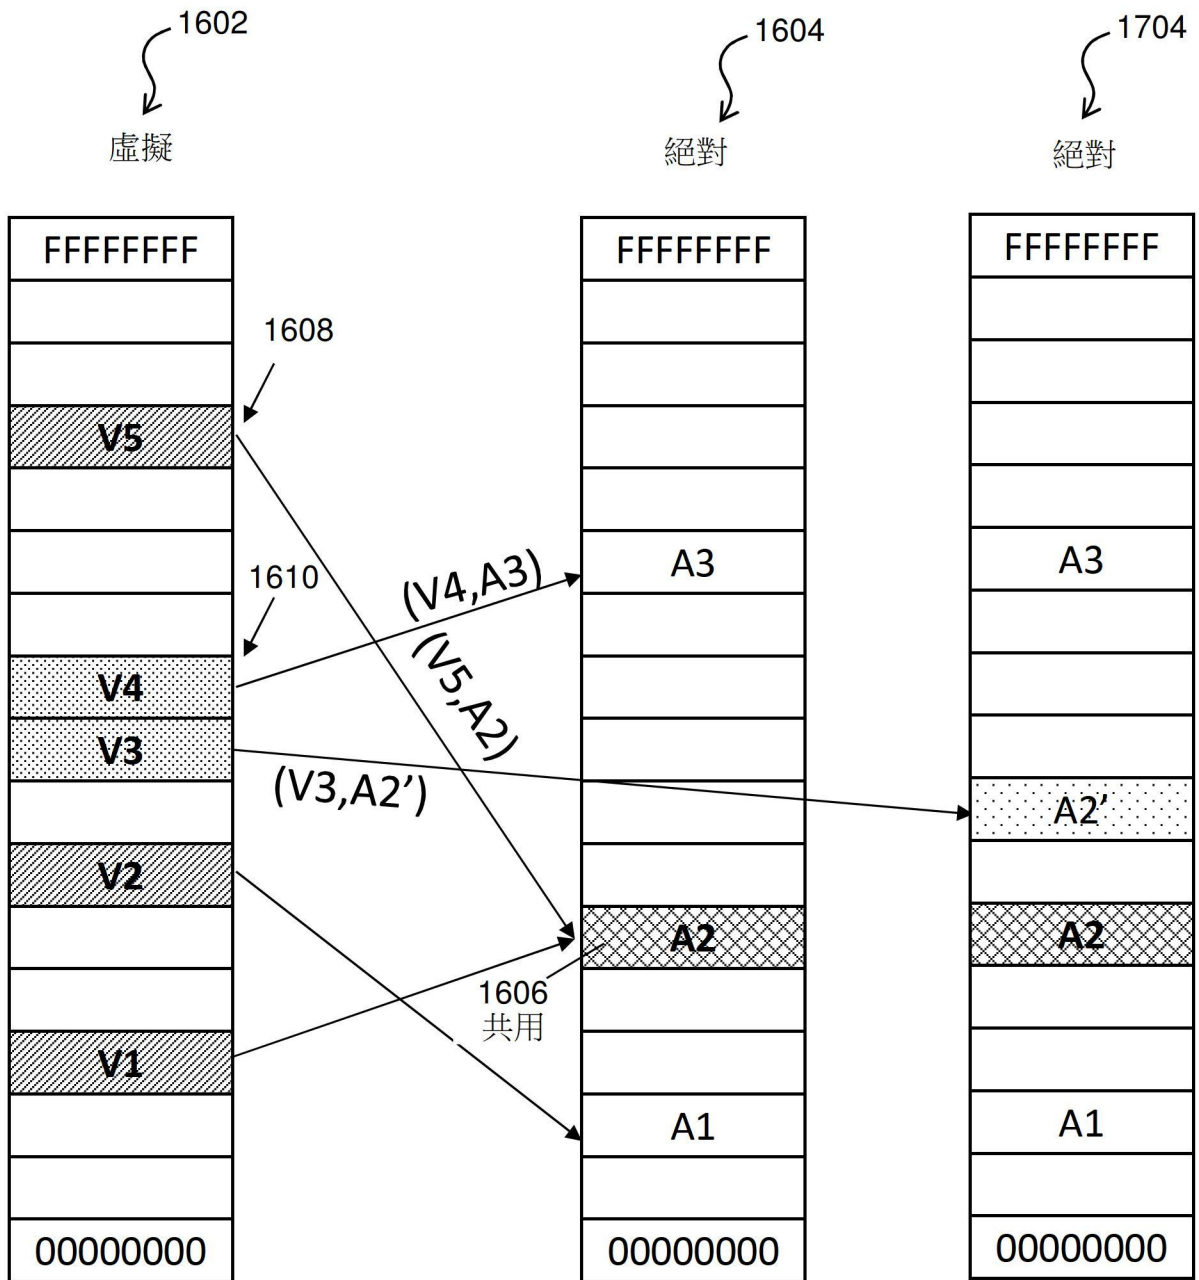 1602
1604
1704
虛擬
絕對
絕對
FFFFFFFF
FFFFFFFF
FFFFFFFF
1608
V5
1610
(V4,A3)
A3
A3
(V5,A2)
V4
V3
(V3,A2’)
A2’
V2
A2
A2
1606
共用
V1
A1
A1
00000000
00000000
00000000